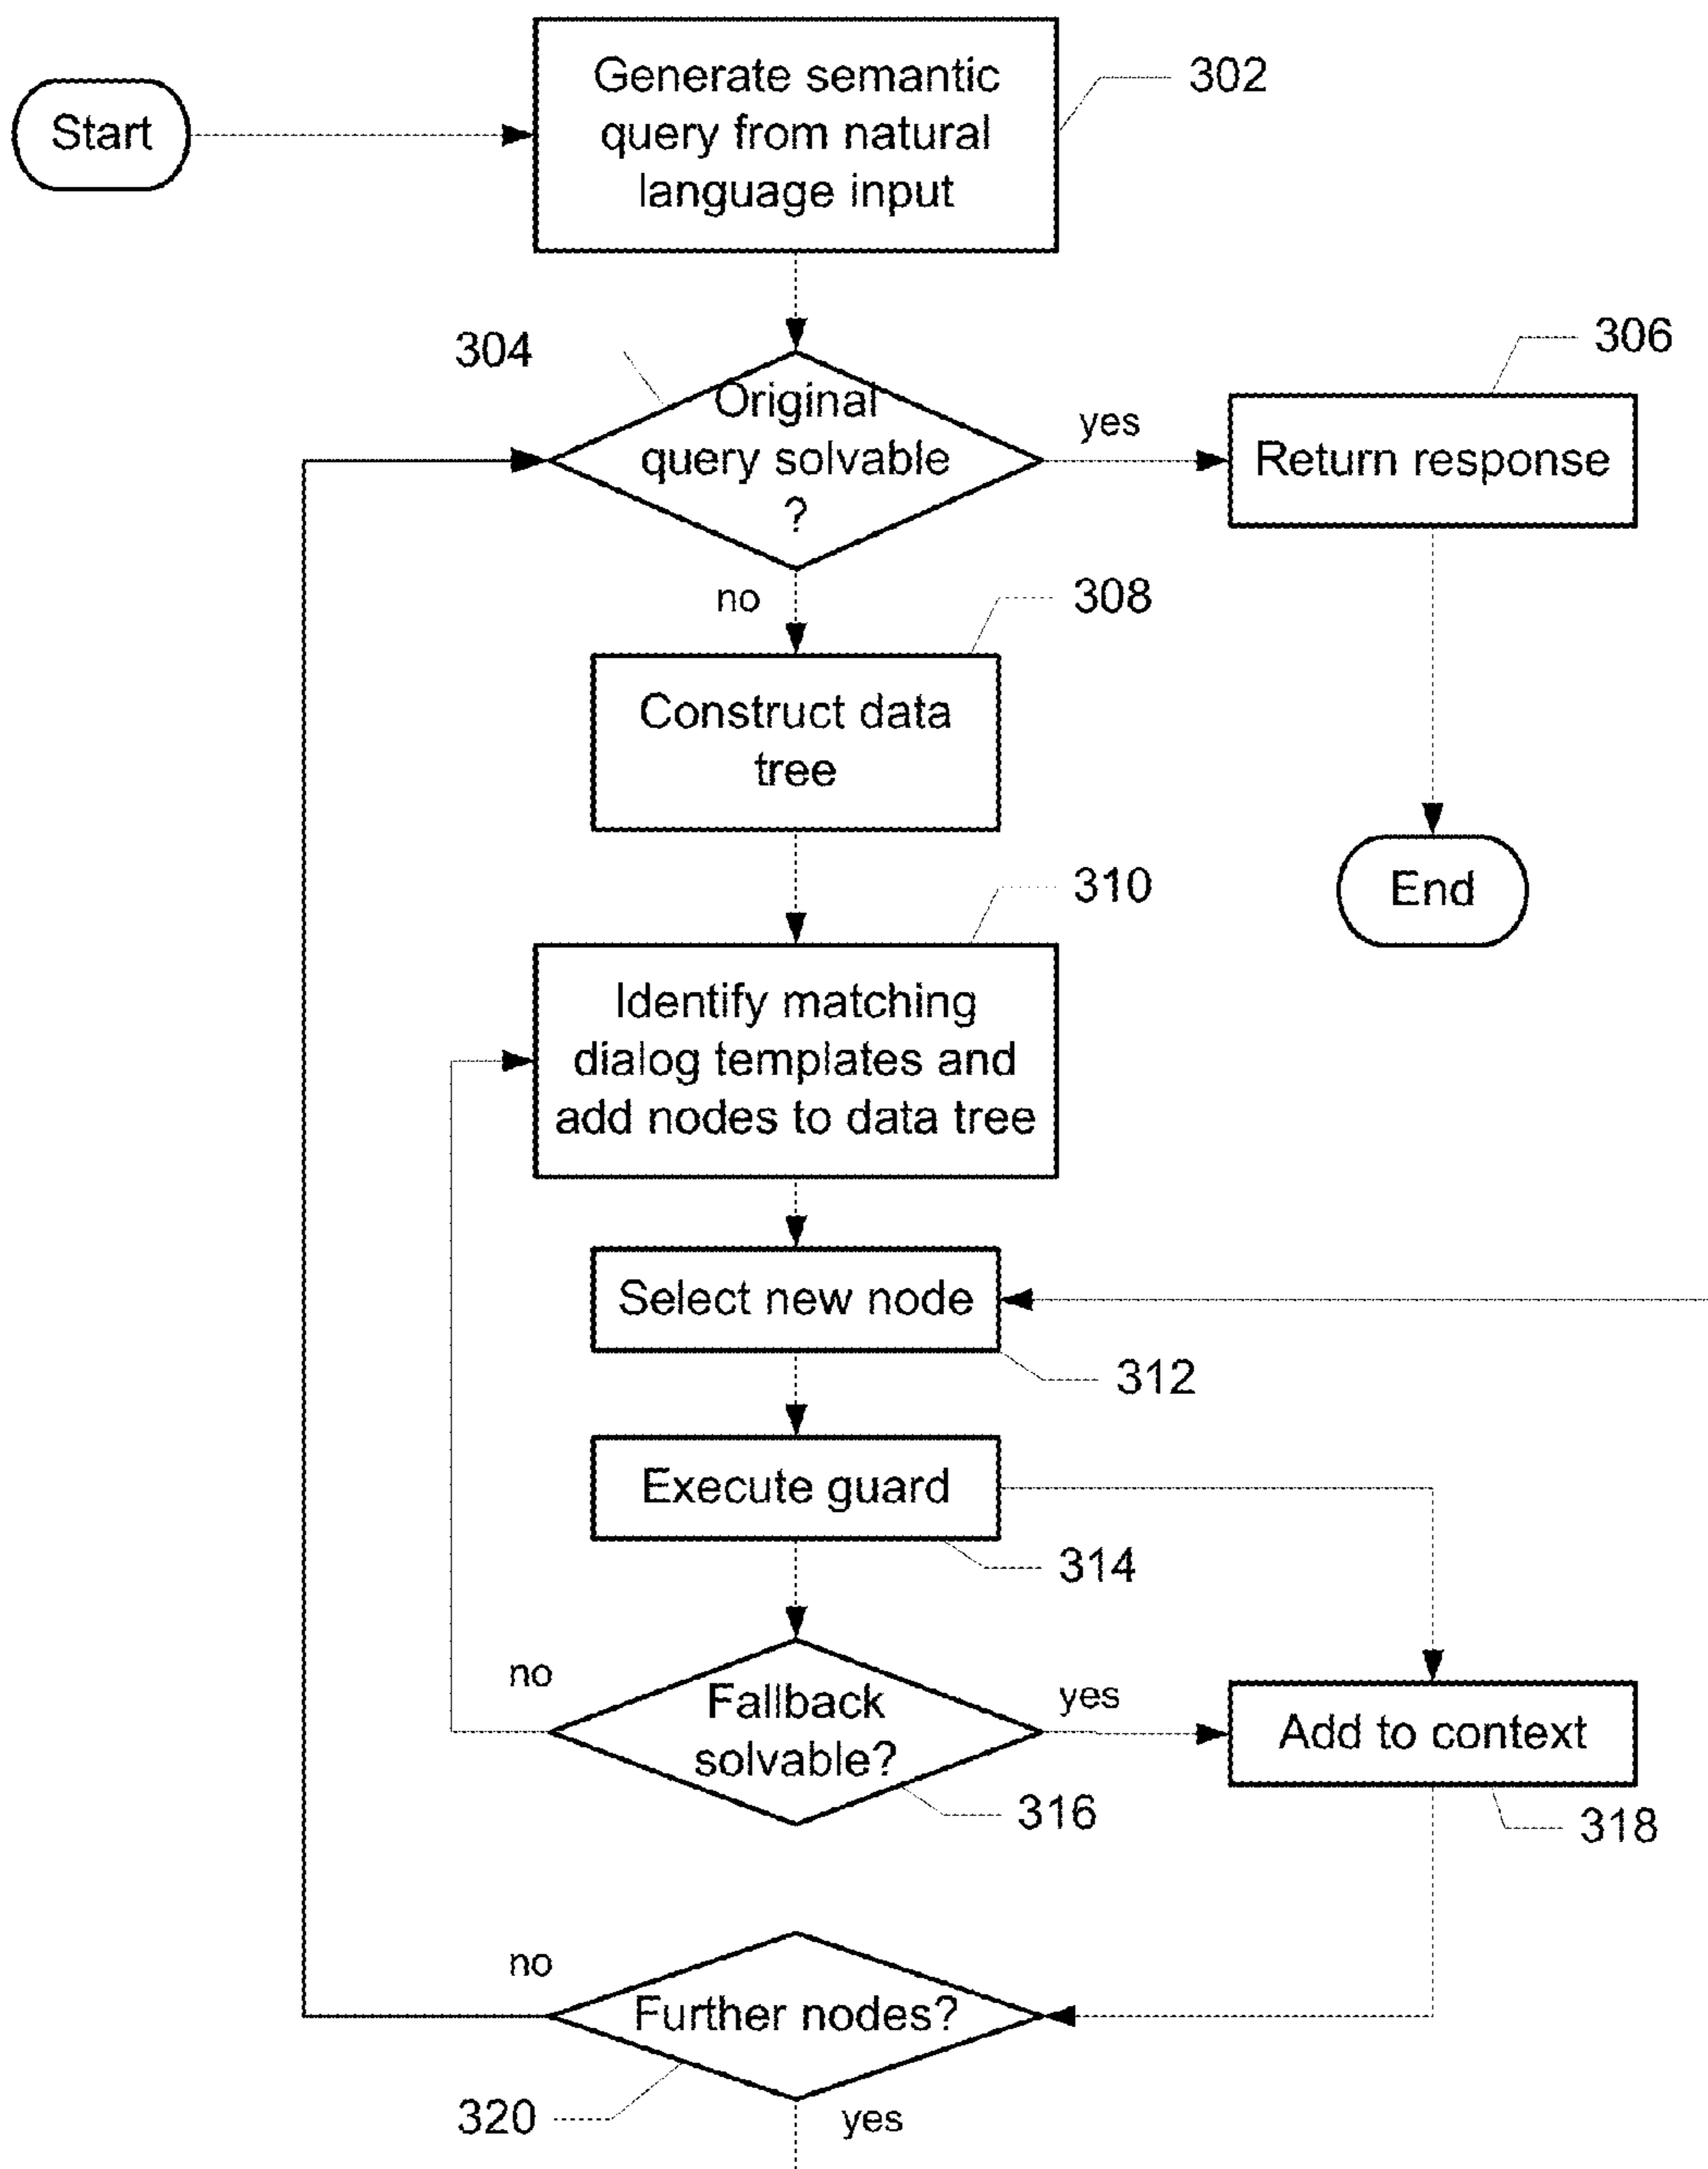 Start
Generate semantic
query from natural
language input
302
304
Original
query solvable
?
yes
306
Return response
no
308
Construct data
tree
End
310
Identify matching
dialog templates and
add nodes to data tree
Select new node
312
Execute guard
314
no
Fallback
solvable?
yes
316
Add to context
318
no
Further nodes?
320
yes